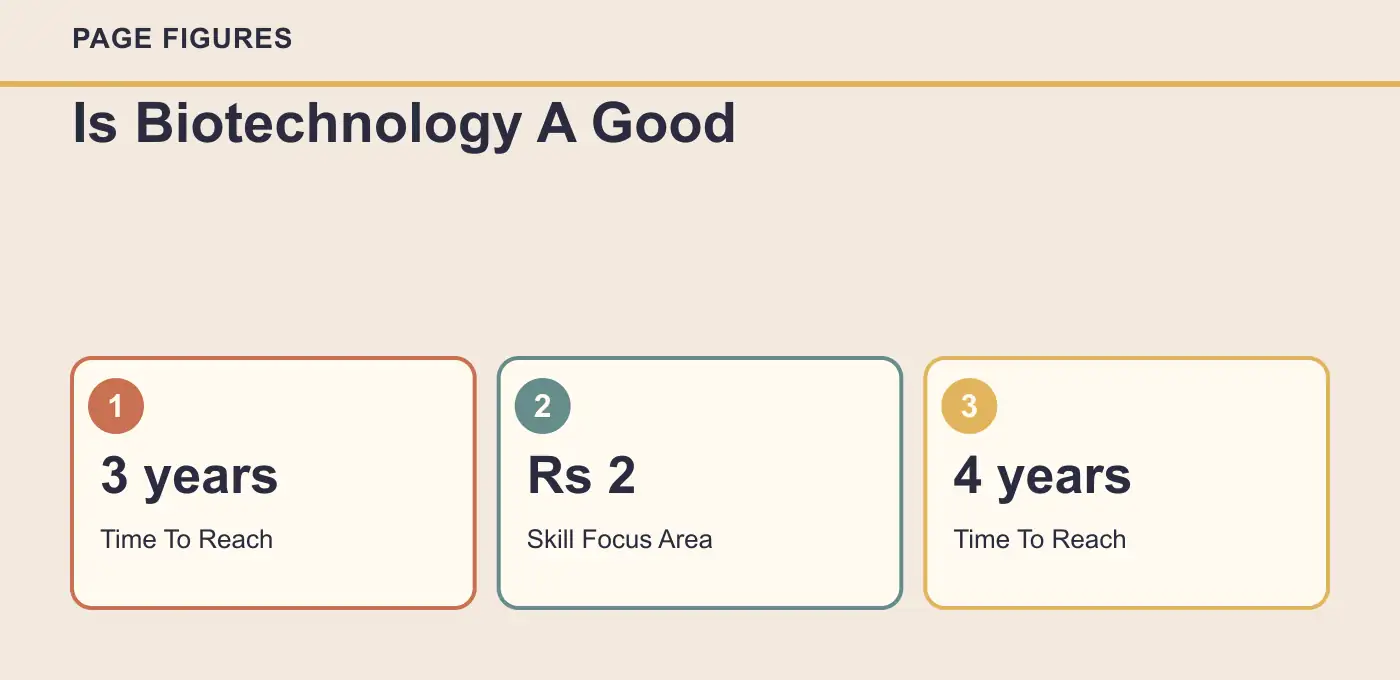 PAGE FIGURES
Is Biotechnology A Good
1
3 years
Time To Reach
2
Rs 2
Skill Focus Area
3
4 years
Time To Reach